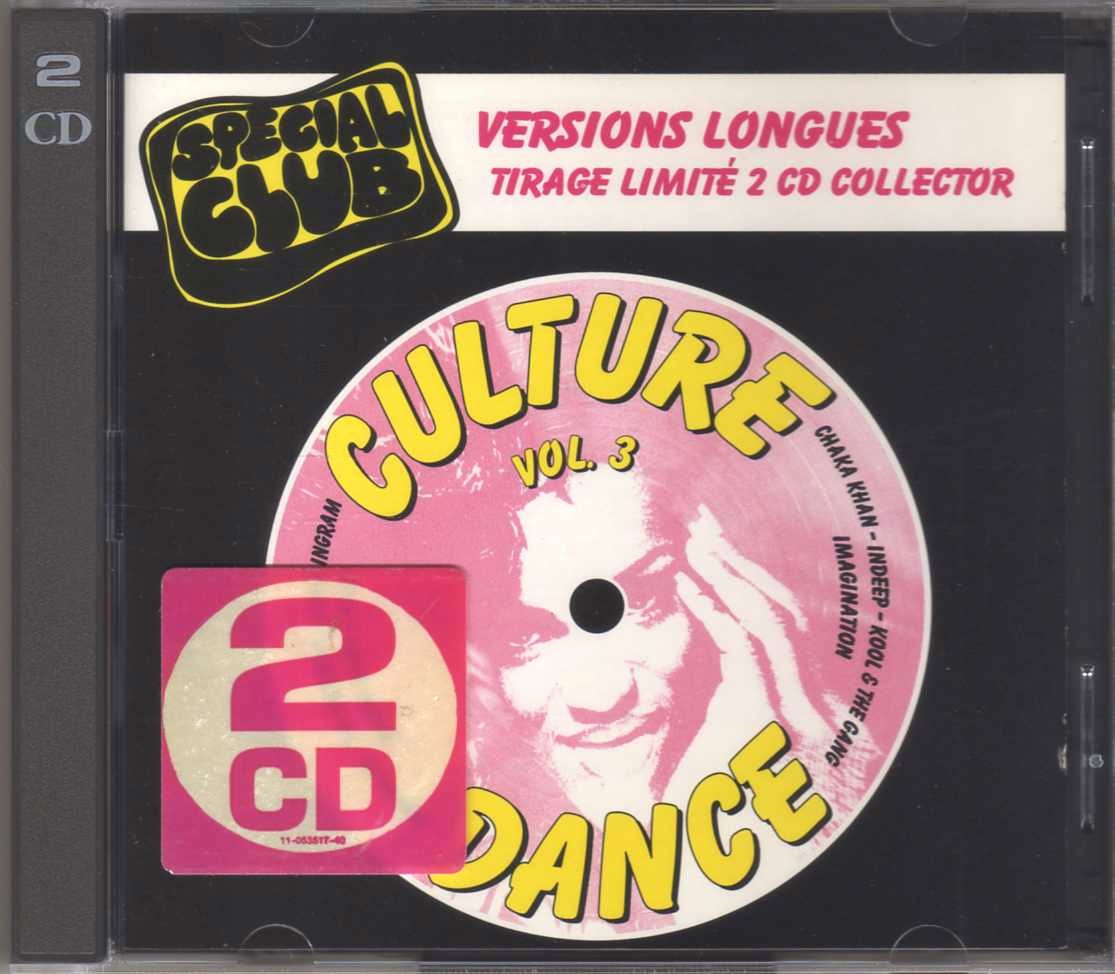 2
CD
SPECIAL
CLUB
VERSIONS LONGUES
TIRAGE LIMITÉ 2 CD COLLECTOR
CULTURE
VOL. 3
INGRAM
CHAKA KHAN - INDEEP - KOOL & THE GANG
IMAGINATION
2
CD
DANCE